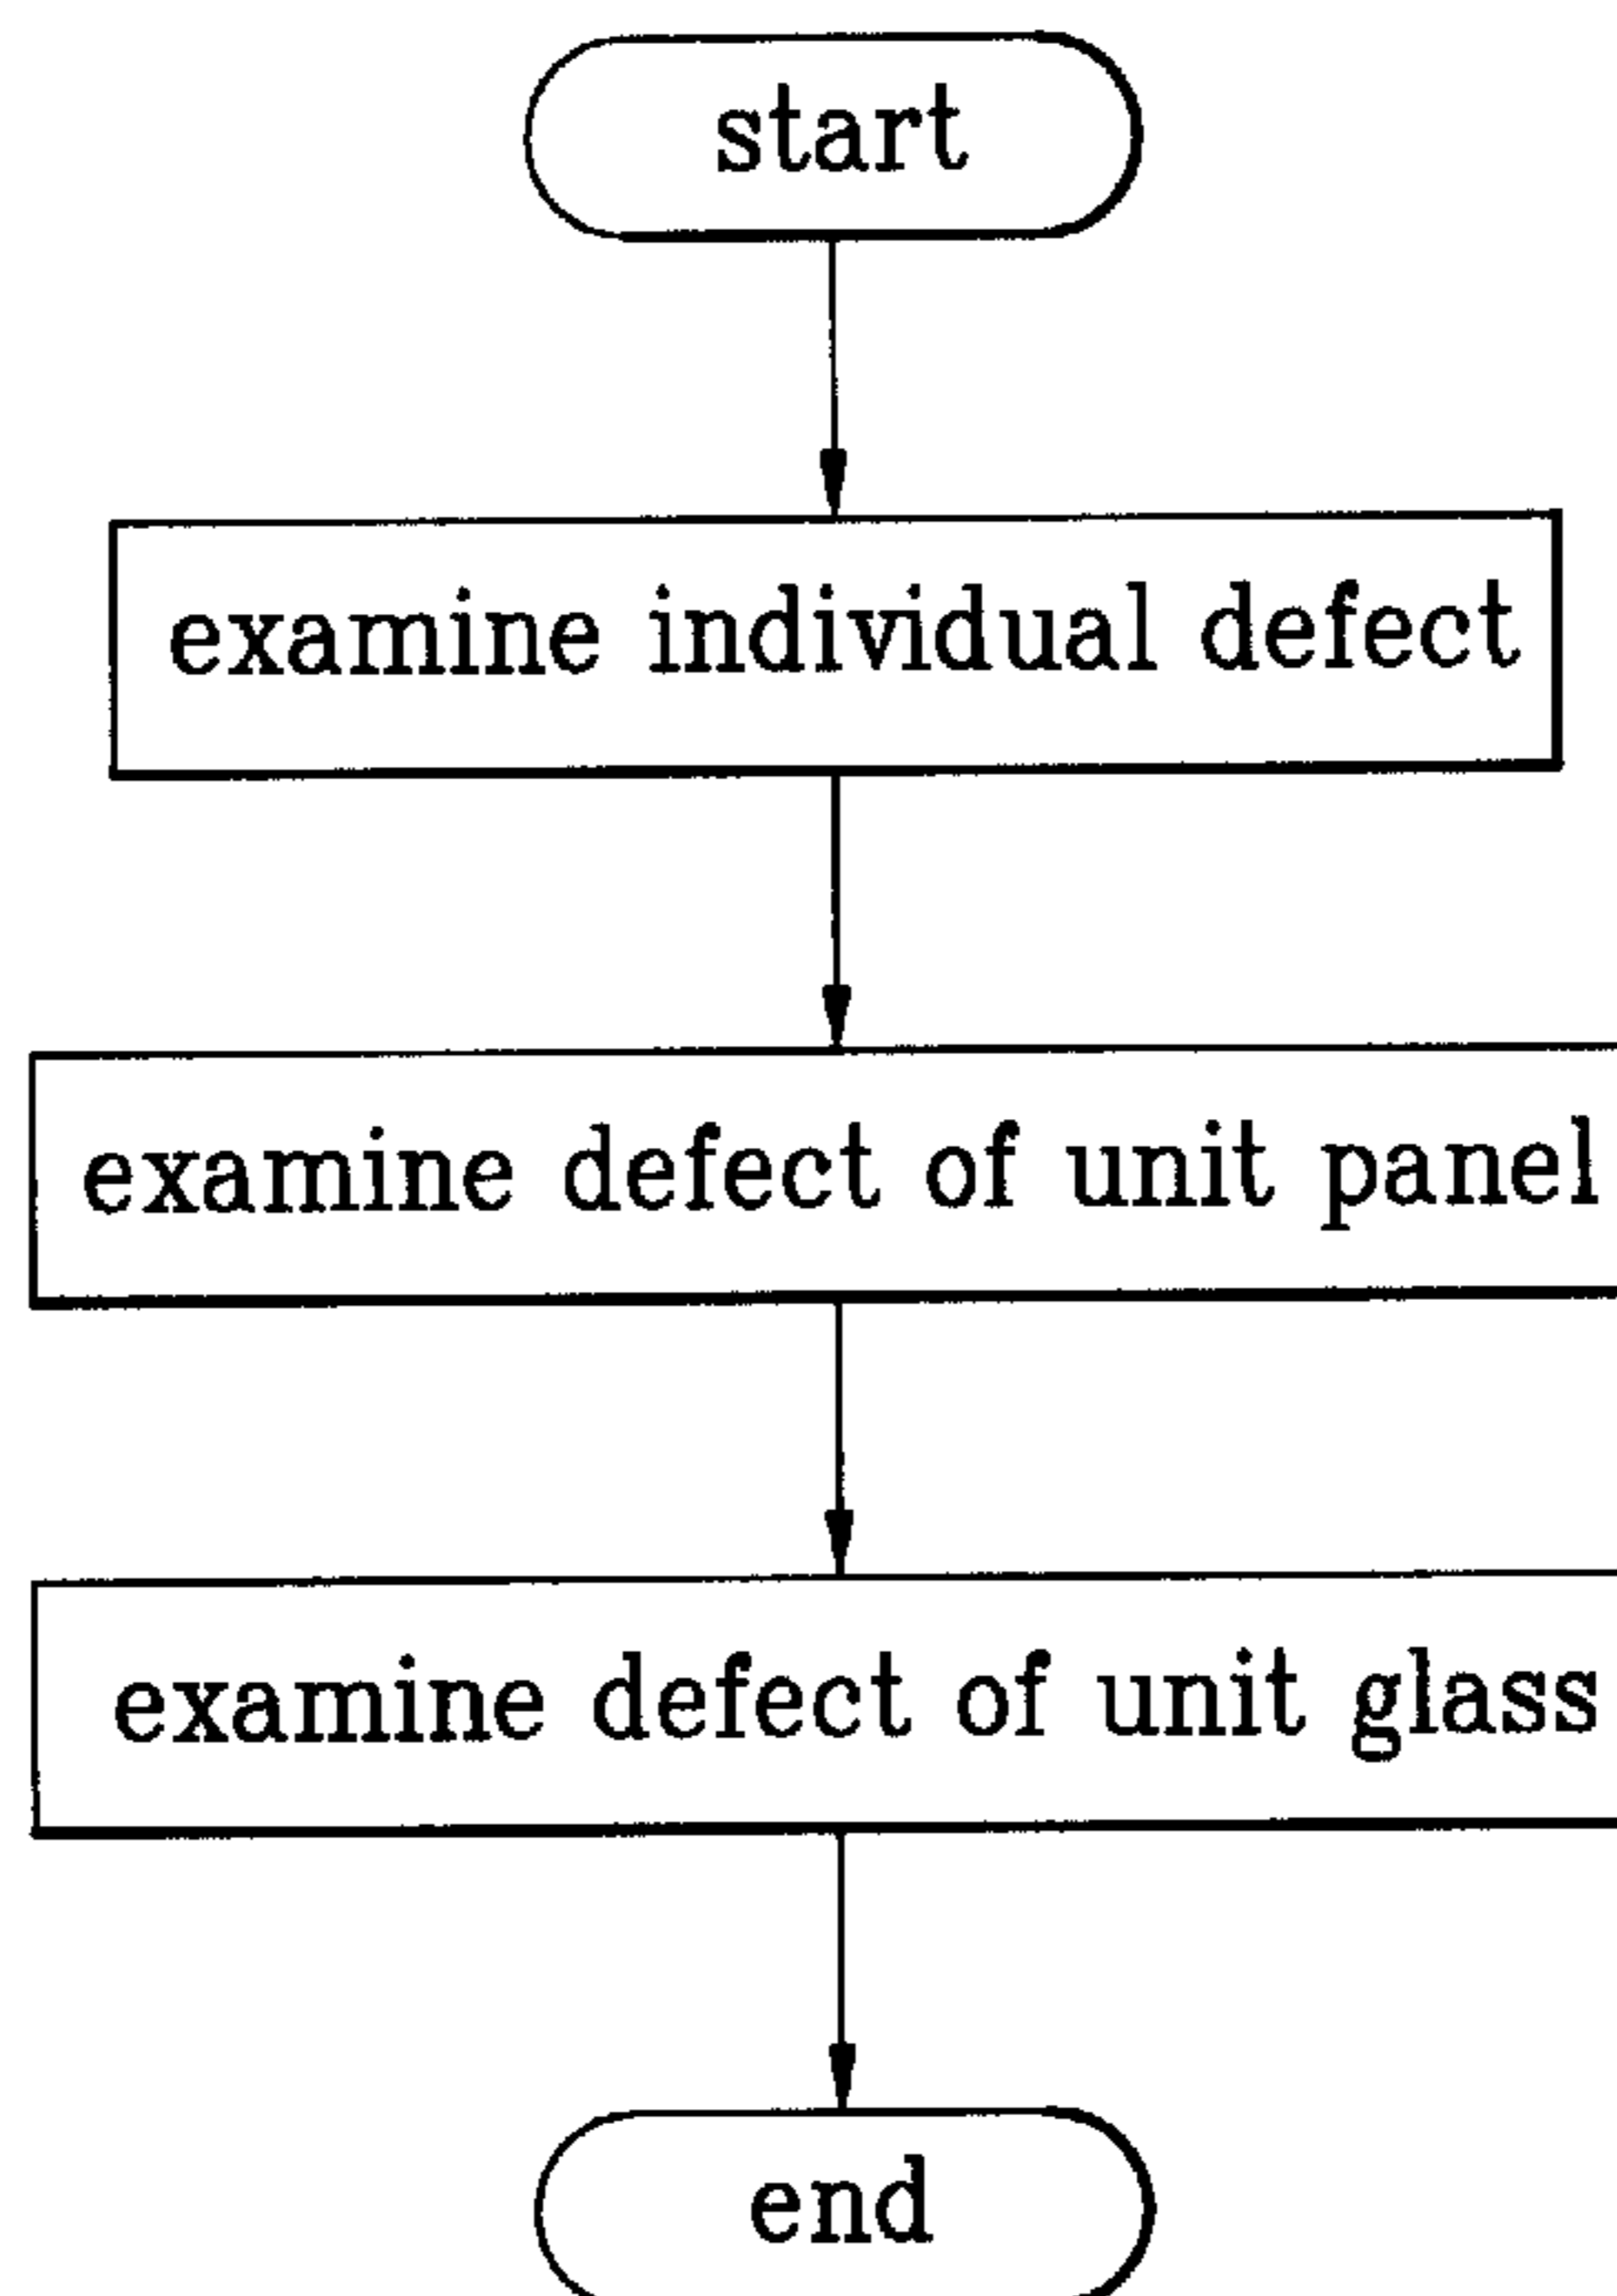 start
examine individual defect
examine defect of unit panel
examine defect of unit glass
end